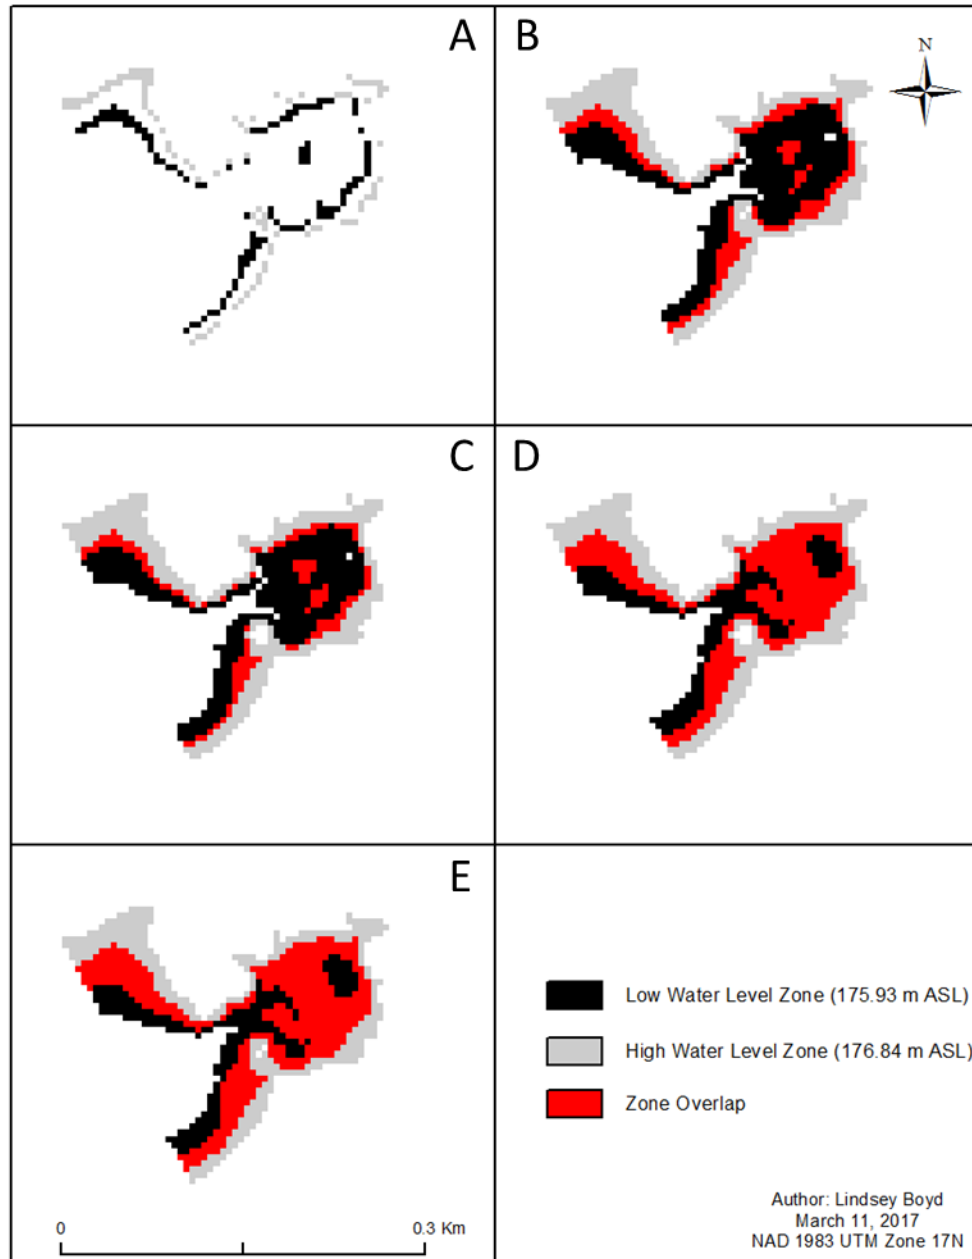 A
B
N
C
D
E
Low Water Level Zone (175.93 m ASL)
High Water Level Zone (176.84 m ASL)
Zone Overlap
0
0.3 Km
Author: Lindsey Boyd
March 11, 2017
NAD 1983 UTM Zone 17N